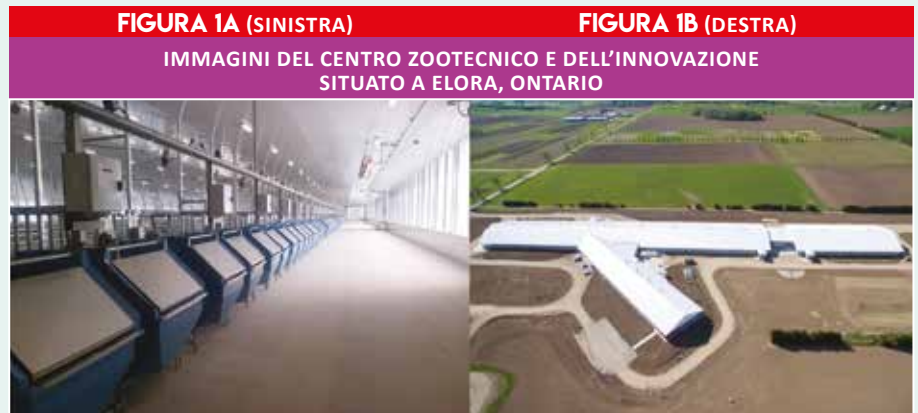 FIGURA 1A (SINISTRA)
FIGURA 1B (DESTRA)
IMMAGINI DEL CENTRO ZOOTECNICO E DELL'INNOVAZIONE
SITUATO A ELORA, ONTARIO